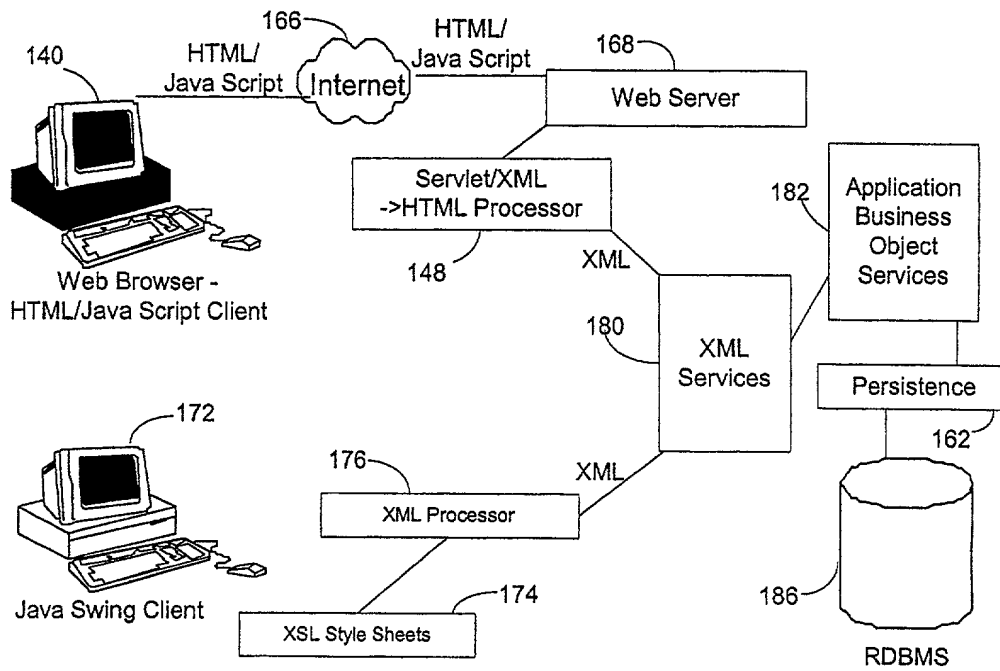 166
HTML/
Java Script
HTML/
Java Script
168
140
Internet
Web Server
Servlet/XML
->HTML Processor
182
Application
Business
Object
Services
148
XML
Web Browser -
HTML/Java Script Client
180
XML
Services
Persistence
162
172
176
XML
XML Processor
Java Swing Client
174
XSL Style Sheets
186
RDBMS